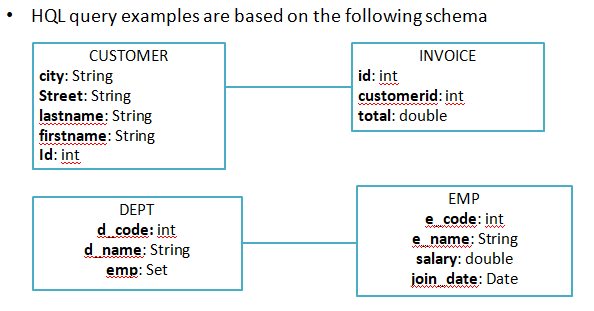 • HQL query examples are based on the following schema
CUSTOMER
city: String
Street: String
lastname: String
firstname: String
Id: int
INVOICE
id: int
customerid: int
total: double
DEPT
d_code: int
d_name: String
emp: Set
EMP
e_code: int
e_name: String
salary: double
join_date: Date